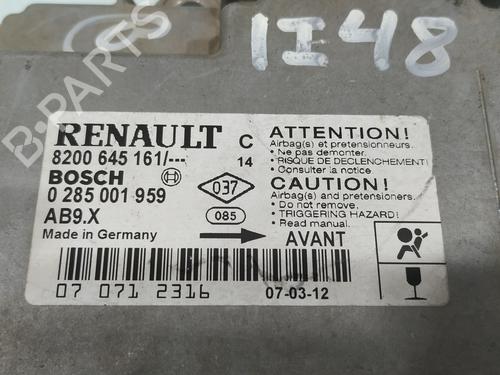 1I48
B-PARTS
RENAULT C
8200 645 161/--- 14
BOSCH
0 285 001 959
AB9.X
Made in Germany
037
085
AVANT
ATTENTION!
Airbag(s) et pretensionneurs.
• Ne pas demonter.
• RISQUE DE DECLENCHEMENT!
• Consulter la notice
CAUTION!
Airbag(s) and pretensioners.
• Do not remove.
• TRIGGERING HAZARD!
• Read manual.
07 071 2316
07-03-12